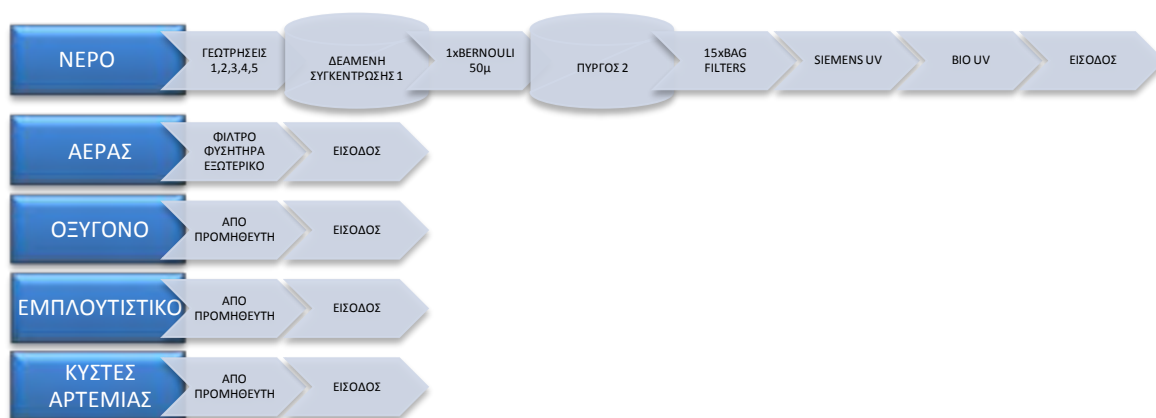 ΝΕΡΟ
ΓΕΩΤΡΗΣΕΙΣ
1,2,3,4,5
ΔΕΑΜΕΝΗ
ΣΥΓΚΕΝΤΡΩΣΗΣ 1
1xBERNOULI
50μ
ΠΥΡΓΟΣ 2
15xBAG
FILTERS
SIEMENS UV
BIO UV
ΕΙΣΟΔΟΣ
ΑΕΡΑΣ
ΦΙΛΤΡΟ
ΦΥΣΗΤΗΡΑ
ΕΞΩΤΕΡΙΚΟ
ΕΙΣΟΔΟΣ
ΟΞΥΓΟΝΟ
ΑΠΟ
ΠΡΟΜΗΘΕΥΤΗ
ΕΙΣΟΔΟΣ
ΕΜΠΛΟΥΤΙΣΤΙΚΟ
ΑΠΟ
ΠΡΟΜΗΘΕΥΤΗ
ΕΙΣΟΔΟΣ
ΚΥΣΤΕΣ
ΑΡΤΕΜΙΑΣ
ΑΠΟ
ΠΡΟΜΗΘΕΥΤΗ
ΕΙΣΟΔΟΣ